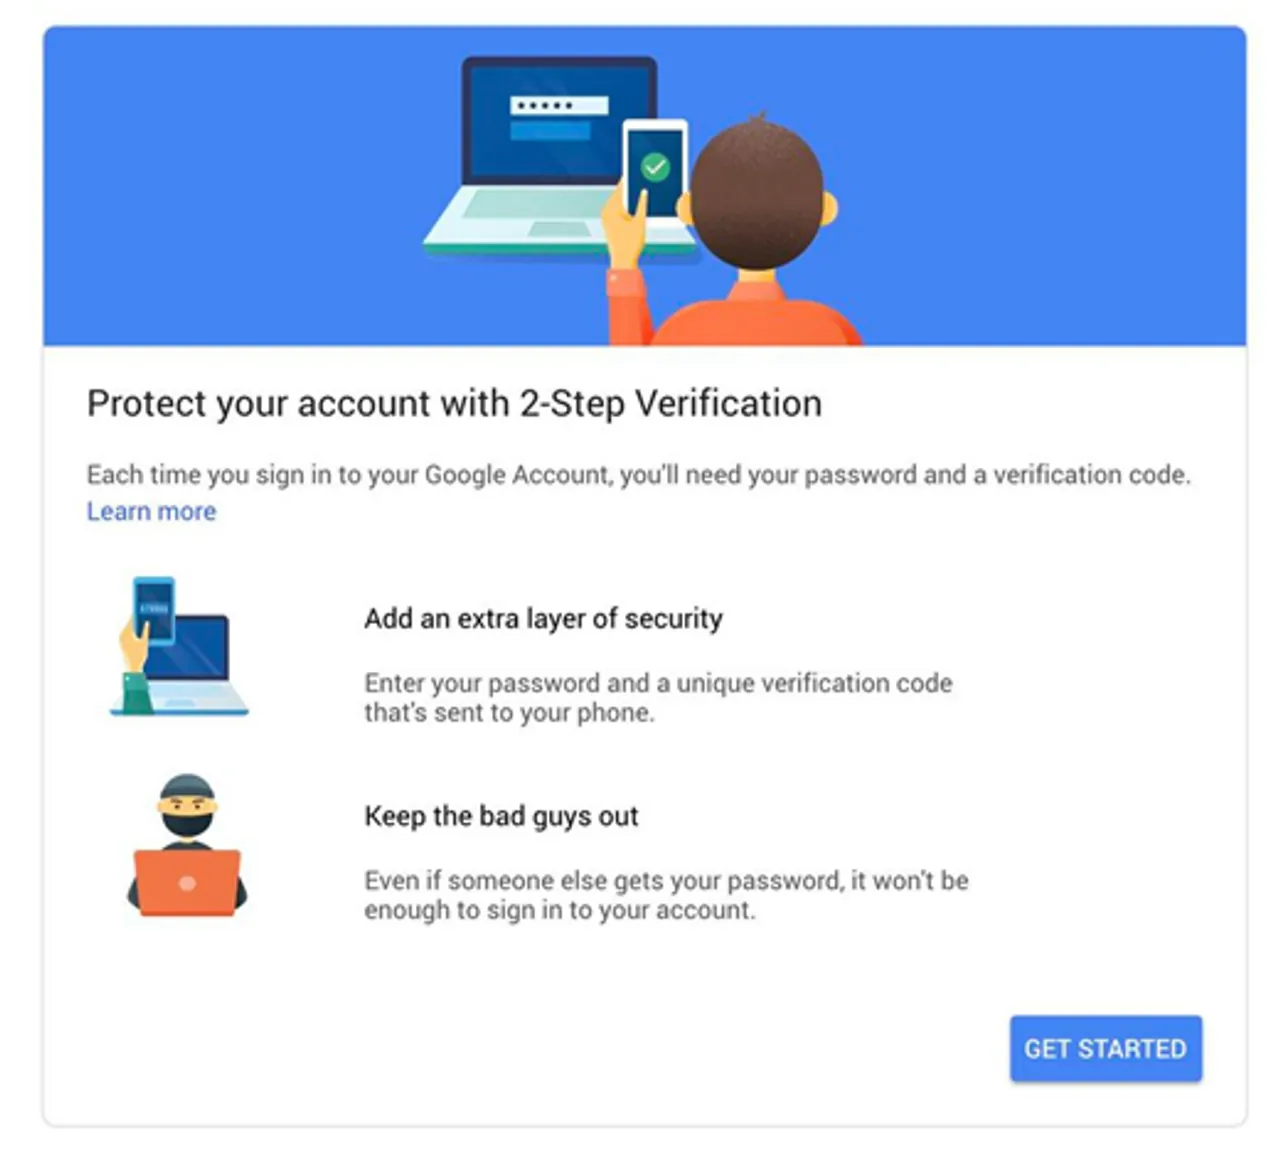 Protect your account with 2-Step Verification
Each time you sign in to your Google Account, you'll need your password and a verification code.
Learn more
Add an extra layer of security
Enter your password and a unique verification code
that's sent to your phone.
Keep the bad guys out
Even if someone else gets your password, it won't be
enough to sign in to your account.
GET STARTED